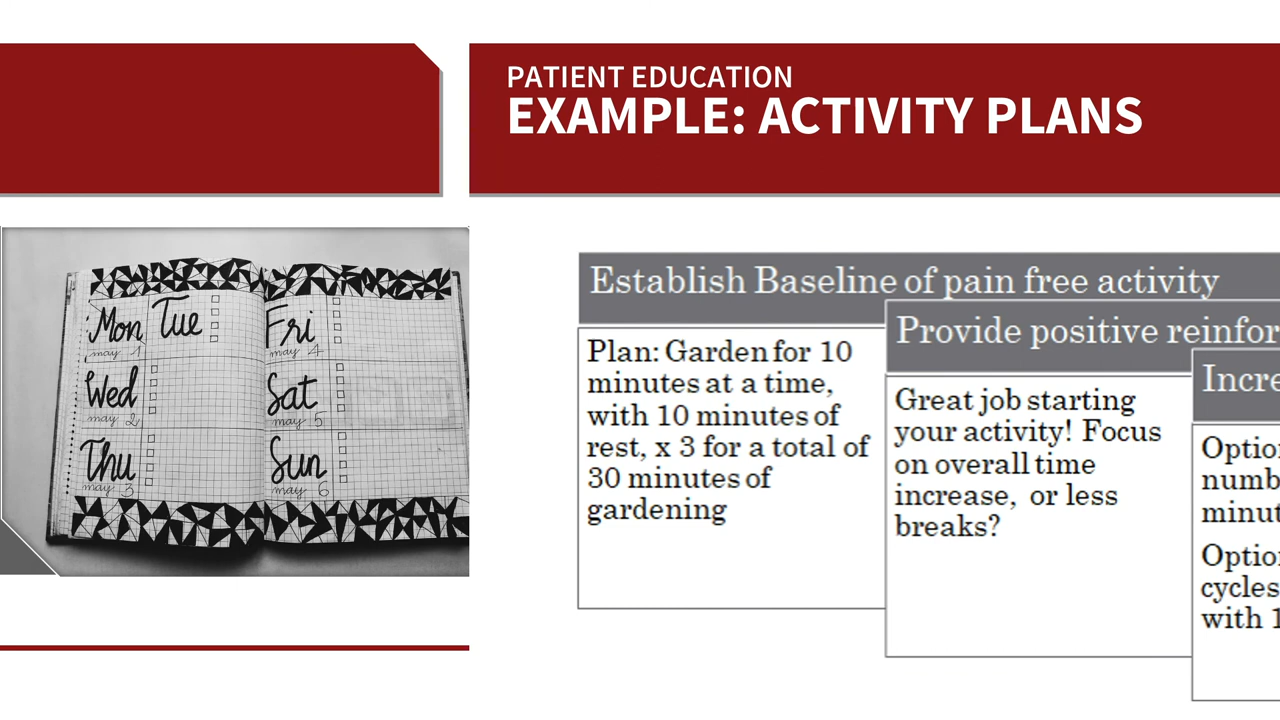 PATIENT EDUCATION
EXAMPLE: ACTIVITY PLANS
Mon
may 1
Tue
Wed
may 2
Thu
may 3
Fri
may 4
Sat
may 5
Sun
may 6
Establish Baseline of pain free activity
Plan: Garden for 10
minutes at a time,
with 10 minutes of
rest, x 3 for a total of
30 minutes of
gardening
Provide positive
Great job starting
your activity! Focus
on overall time
increase, or less
breaks?
with